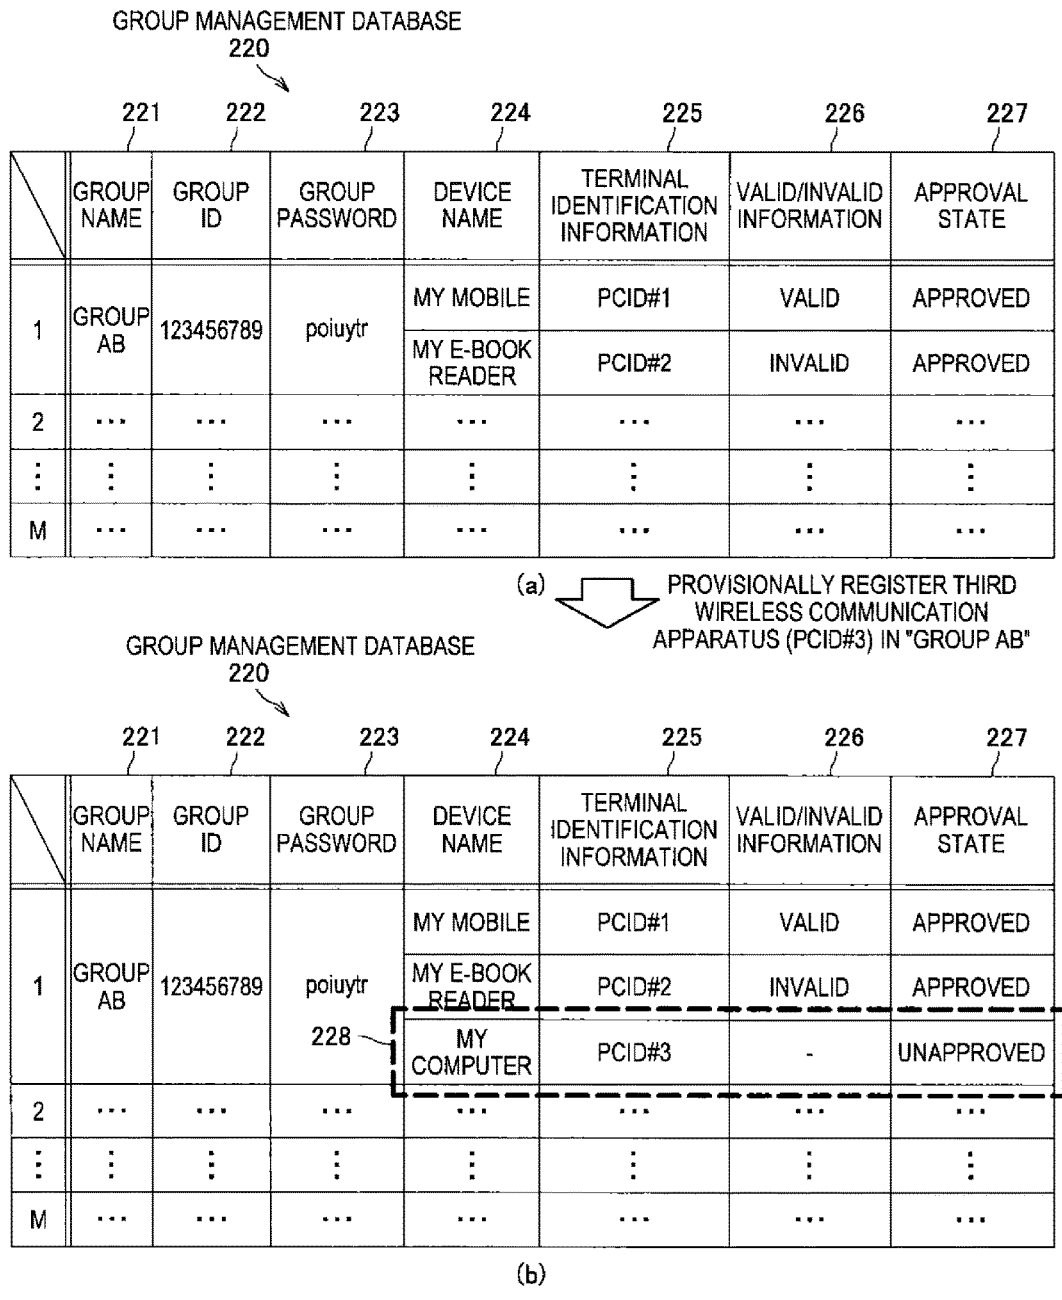 GROUP MANAGEMENT DATABASE
220
221 222 223 224 225 226 227
GROUP NAME GROUP ID GROUP PASSWORD DEVICE NAME TERMINAL IDENTIFICATION INFORMATION VALID/INVALID INFORMATION APPROVAL STATE
1 GROUP AB 123456789 poiuytr MY MOBILE PCID#1 VALID APPROVED
MY E-BOOK READER PCID#2 INVALID APPROVED
2 ... ... ... ... ... ... ...
⋮ ⋮ ⋮ ⋮ ⋮ ⋮ ⋮ ⋮
M ... ... ... ... ... ... ...
(a)
PROVISIONALLY REGISTER THIRD
WIRELESS COMMUNICATION
APPARATUS (PCID#3) IN "GROUP AB"
GROUP MANAGEMENT DATABASE
220
221 222 223 224 225 226 227
GROUP NAME GROUP ID GROUP PASSWORD DEVICE NAME TERMINAL IDENTIFICATION INFORMATION VALID/INVALID INFORMATION APPROVAL STATE
1 GROUP AB 123456789 poiuytr MY MOBILE PCID#1 VALID APPROVED
MY E-BOOK READER PCID#2 INVALID APPROVED
228 MY COMPUTER PCID#3 - UNAPPROVED
2 ... ... ... ... ... ... ...
⋮ ⋮ ⋮ ⋮ ⋮ ⋮ ⋮ ⋮
M ... ... ... ... ... ... ...
(b)